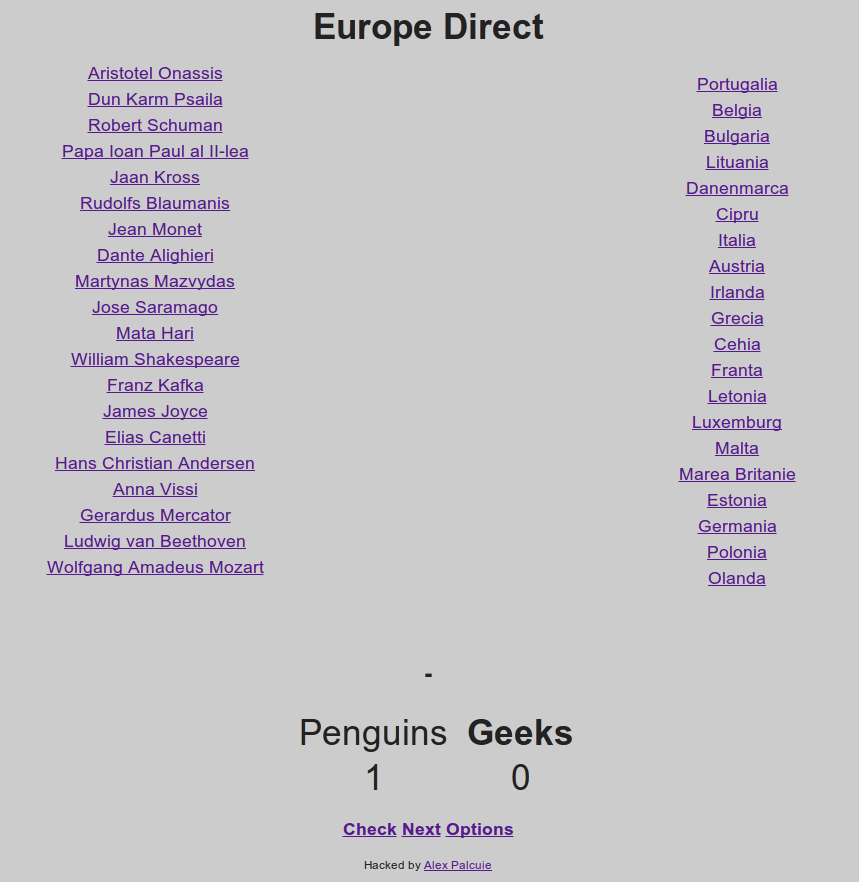 Europe Direct
Aristotel Onassis
Dun Karm Psaila
Robert Schuman
Papa Ioan Paul al II-lea
Jaan Kross
Rudolfs Blaumanis
Jean Monet
Dante Alighieri
Martynas Mazvydas
Jose Saramago
Mata Hari
William Shakespeare
Franz Kafka
James Joyce
Elias Canetti
Hans Christian Andersen
Anna Vissi
Gerardus Mercator
Ludwig van Beethoven
Wolfgang Amadeus Mozart
Portugalia
Belgia
Bulgaria
Lituania
Danenmarca
Cipru
Italia
Austria
Irlanda
Grecia
Cehia
Franta
Letonia
Luxemburg
Malta
Marea Britanie
Estonia
Germania
Polonia
Olanda
-
Penguins Geeks
1 0
Check Next Options
Hacked by Alex Palcuie